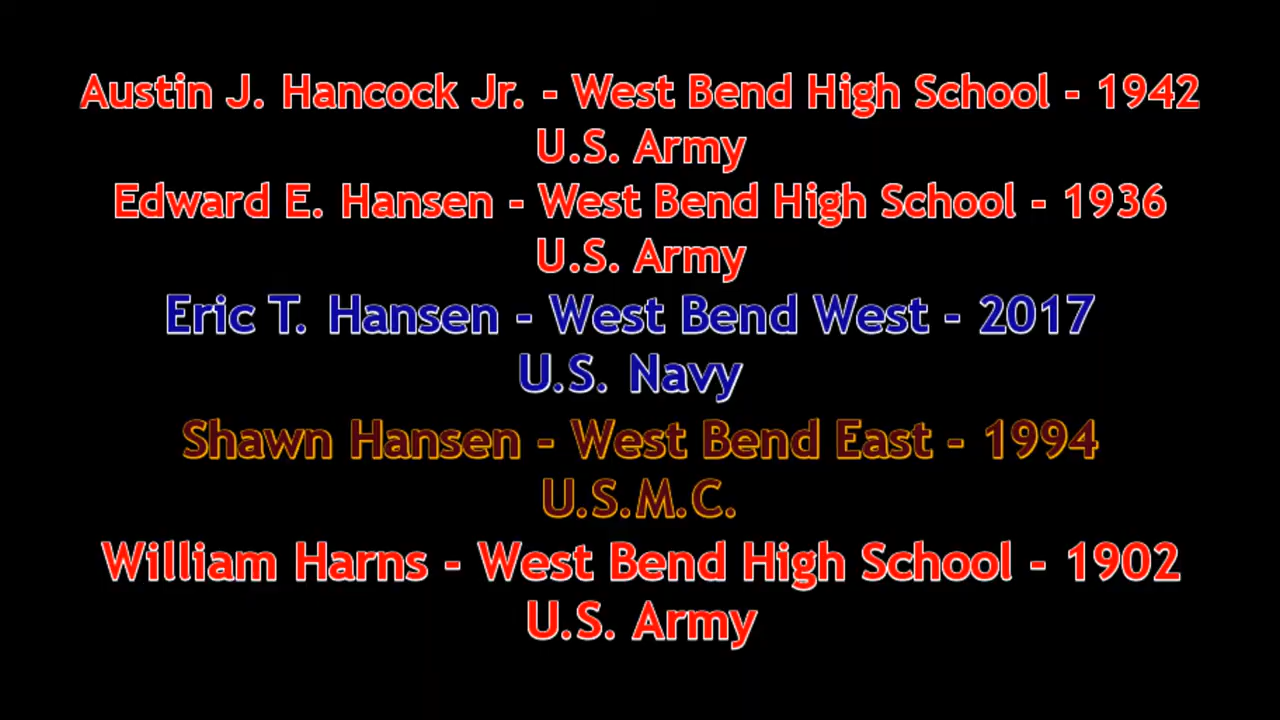 Austin J. Hancock Jr. - West Bend High School - 1942
U.S. Army
Edward E. Hansen - West Bend High School - 1936
U.S. Army
Eric T. Hansen - West Bend West - 2017
U.S. Navy
Shawn Hansen - West Bend East - 1994
U.S.M.C.
William Harns - West Bend High School - 1902
U.S. Army